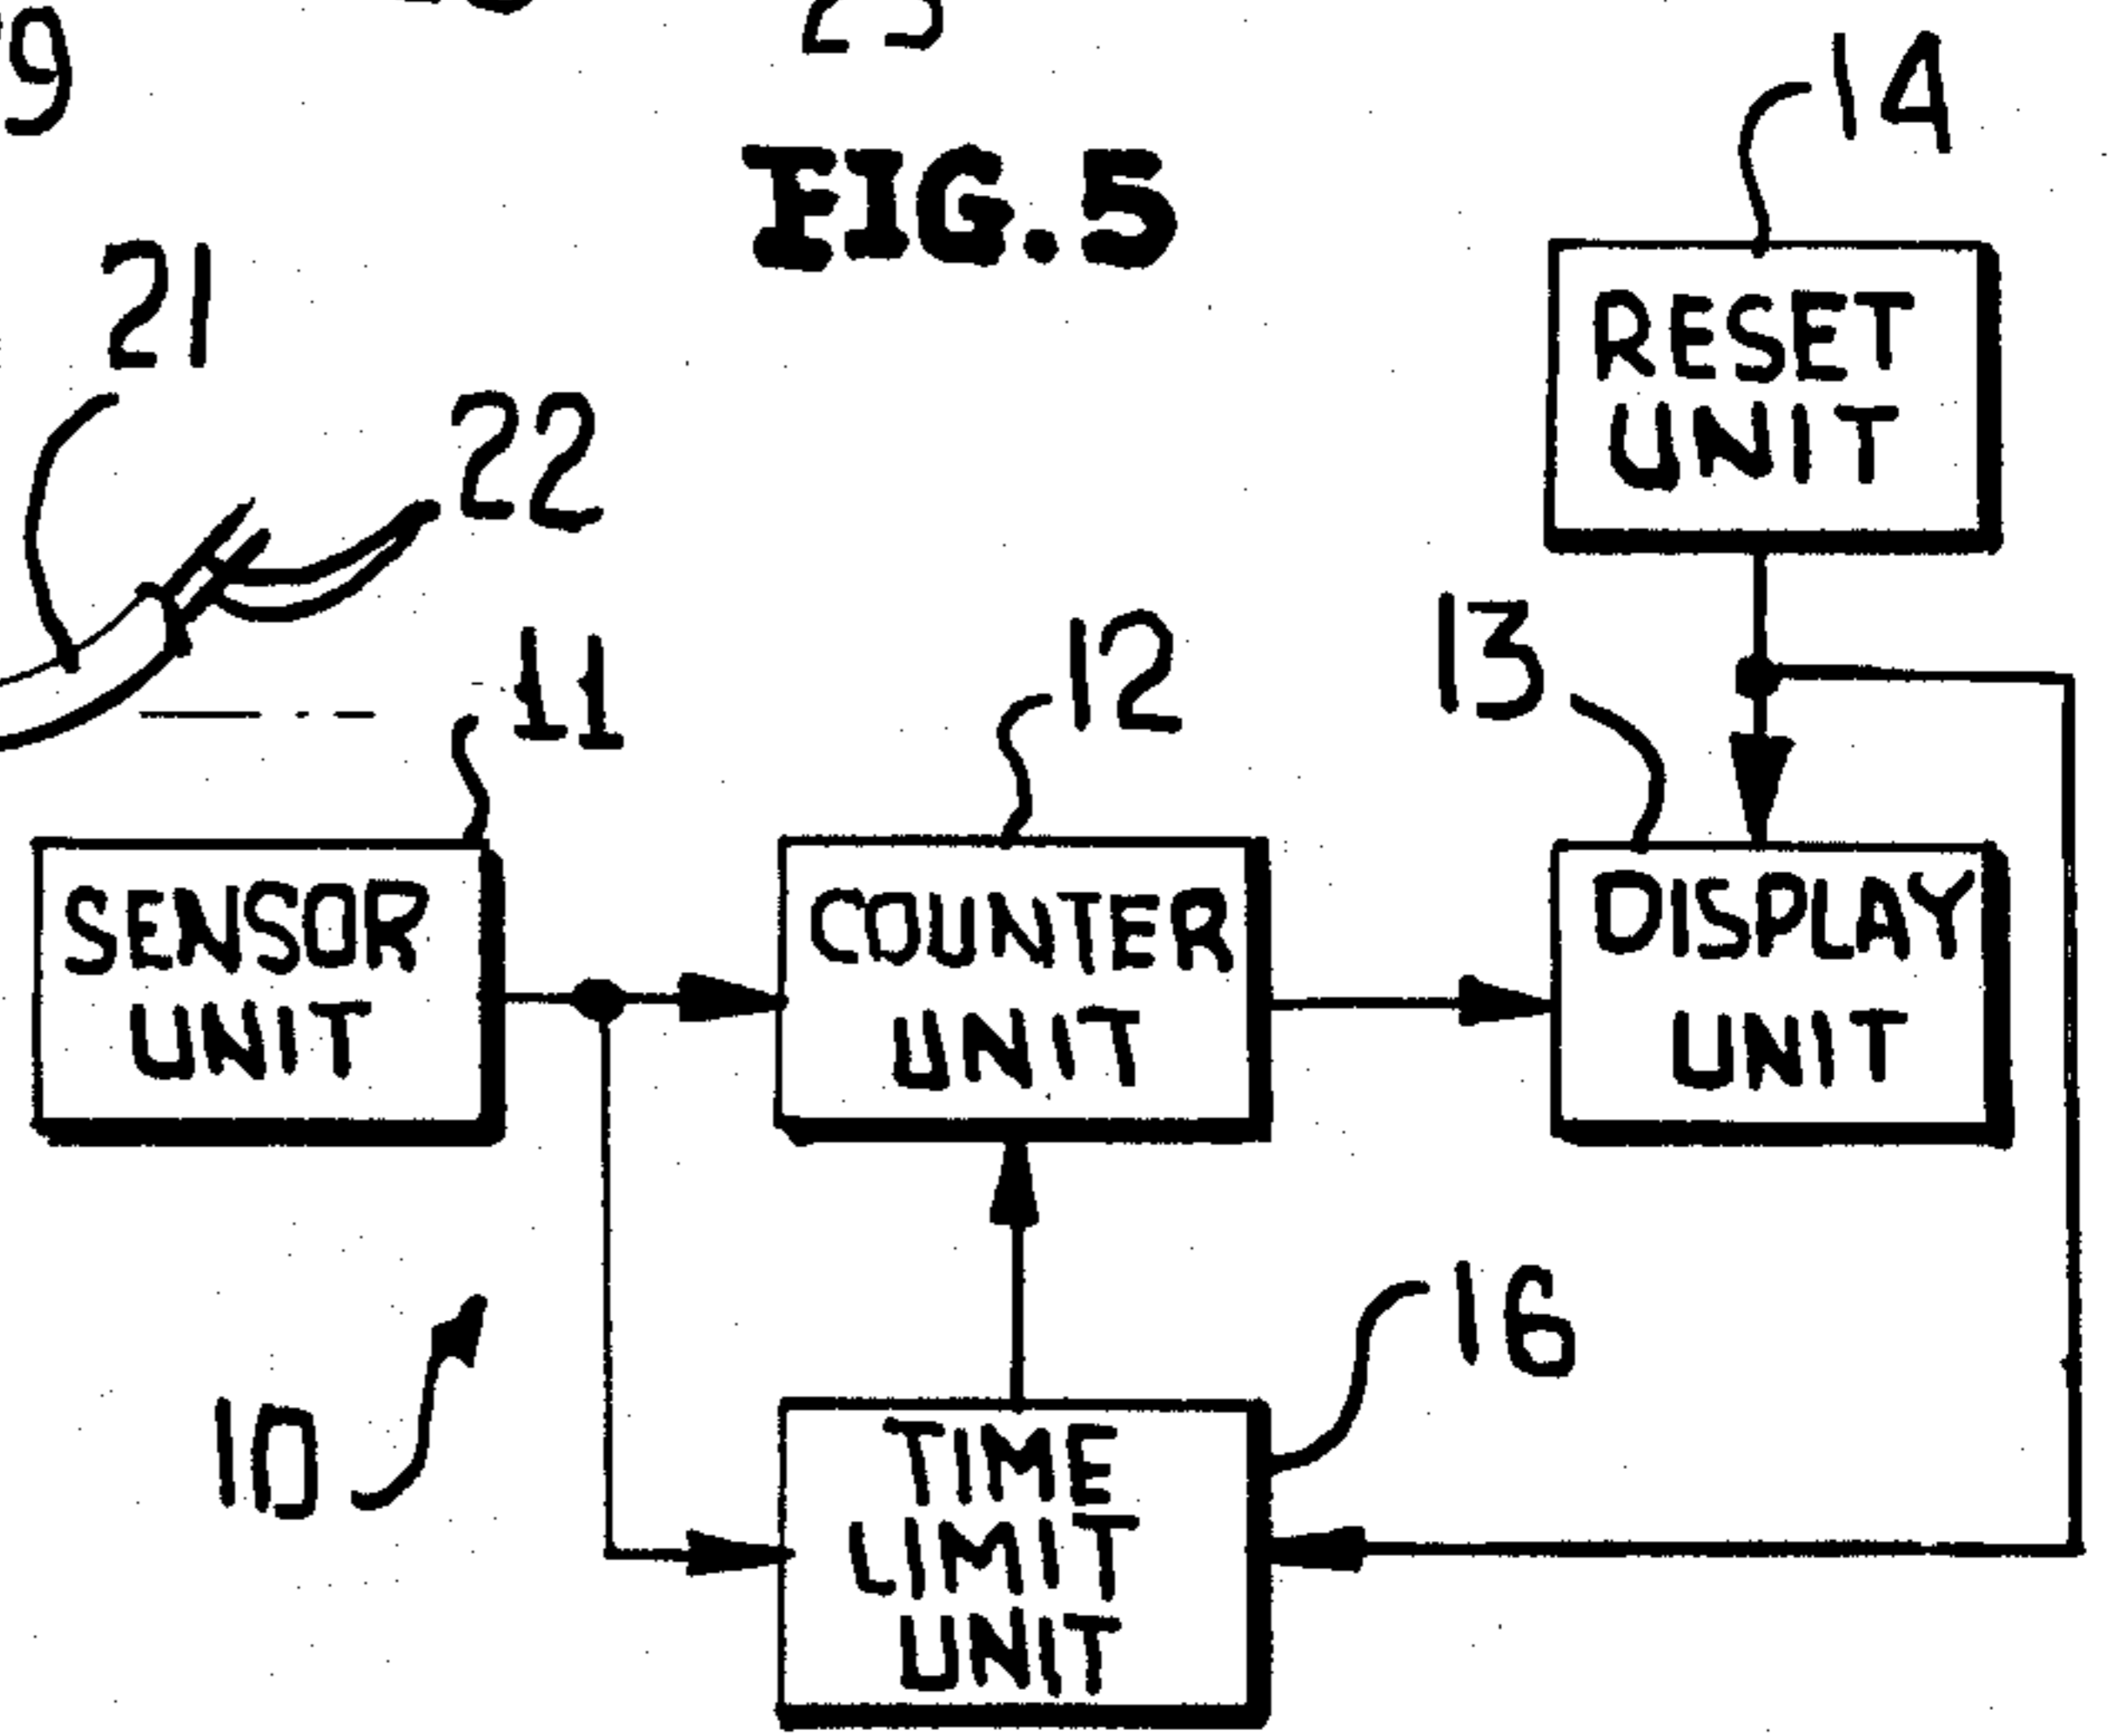 14
FIG.5
21
22
RESET
UNIT
11
12
13
SENSOR
UNIT
COUNTER
UNIT
DISPLAY
UNIT
16
10
TIME
LIMIT
UNIT